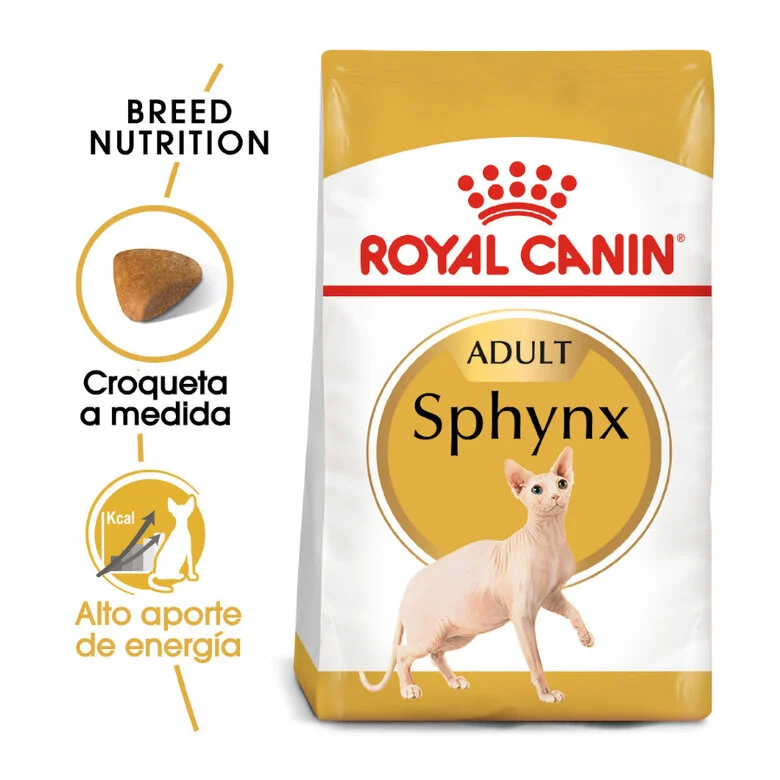 BREED
NUTRITION
Croqueta
a medida
Kcal
Alto aporte
de energía
ROYAL CANIN®
ADULT
Sphynx